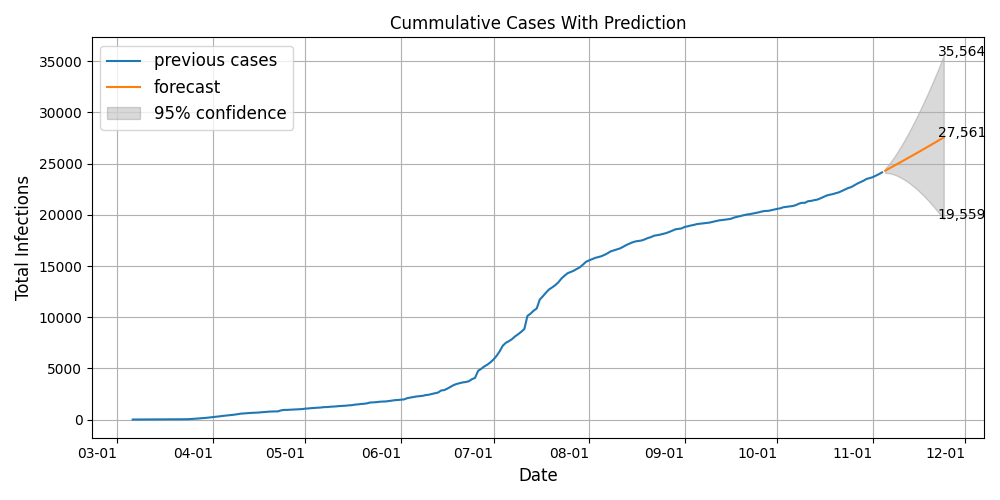 Cummulative Cases With Prediction
previous cases
forecast
95% confidence
35,564
27,561
19,559
Total Infections
35000
30000
25000
20000
15000
10000
5000
0
03-01 04-01 05-01 06-01 07-01 08-01 09-01 10-01 11-01 12-01
Date